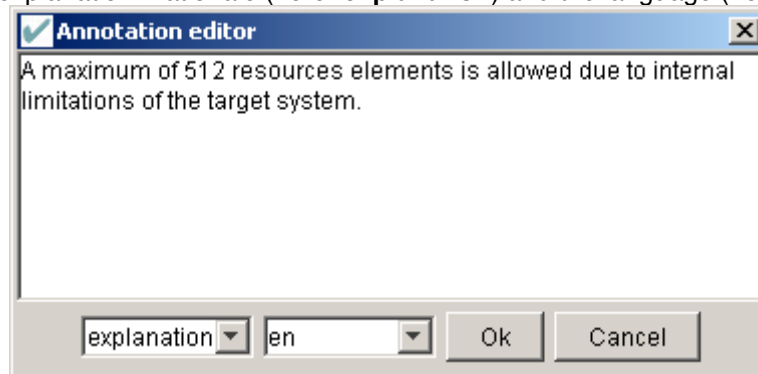 Annotation editor
A maximum of 512 resources elements is allowed due to internal
limitations of the target system.
explanation en Ok Cancel